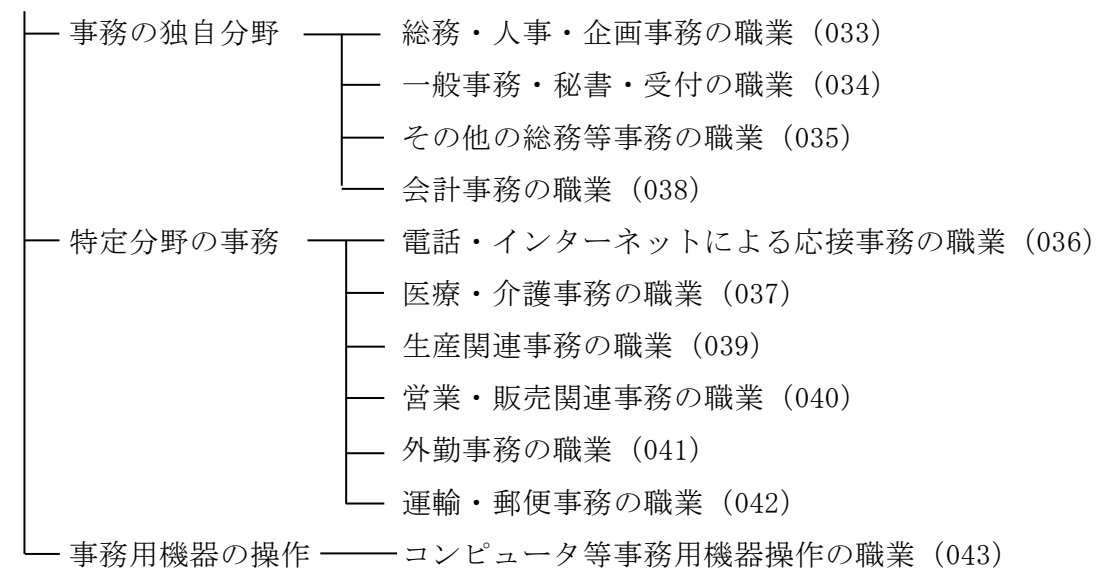 事務の独自分野 総務・人事・企画事務の職業（033）
一般事務・秘書・受付の職業（034）
その他の総務等事務の職業（035）
会計事務の職業（038）
特定分野の事務 電話・インターネットによる応接事務の職業（036）
医療・介護事務の職業（037）
生産関連事務の職業（039）
営業・販売関連事務の職業（040）
外勤事務の職業（041）
運輸・郵便事務の職業（042）
事務用機器の操作 コンピュータ等事務用機器操作の職業（043）